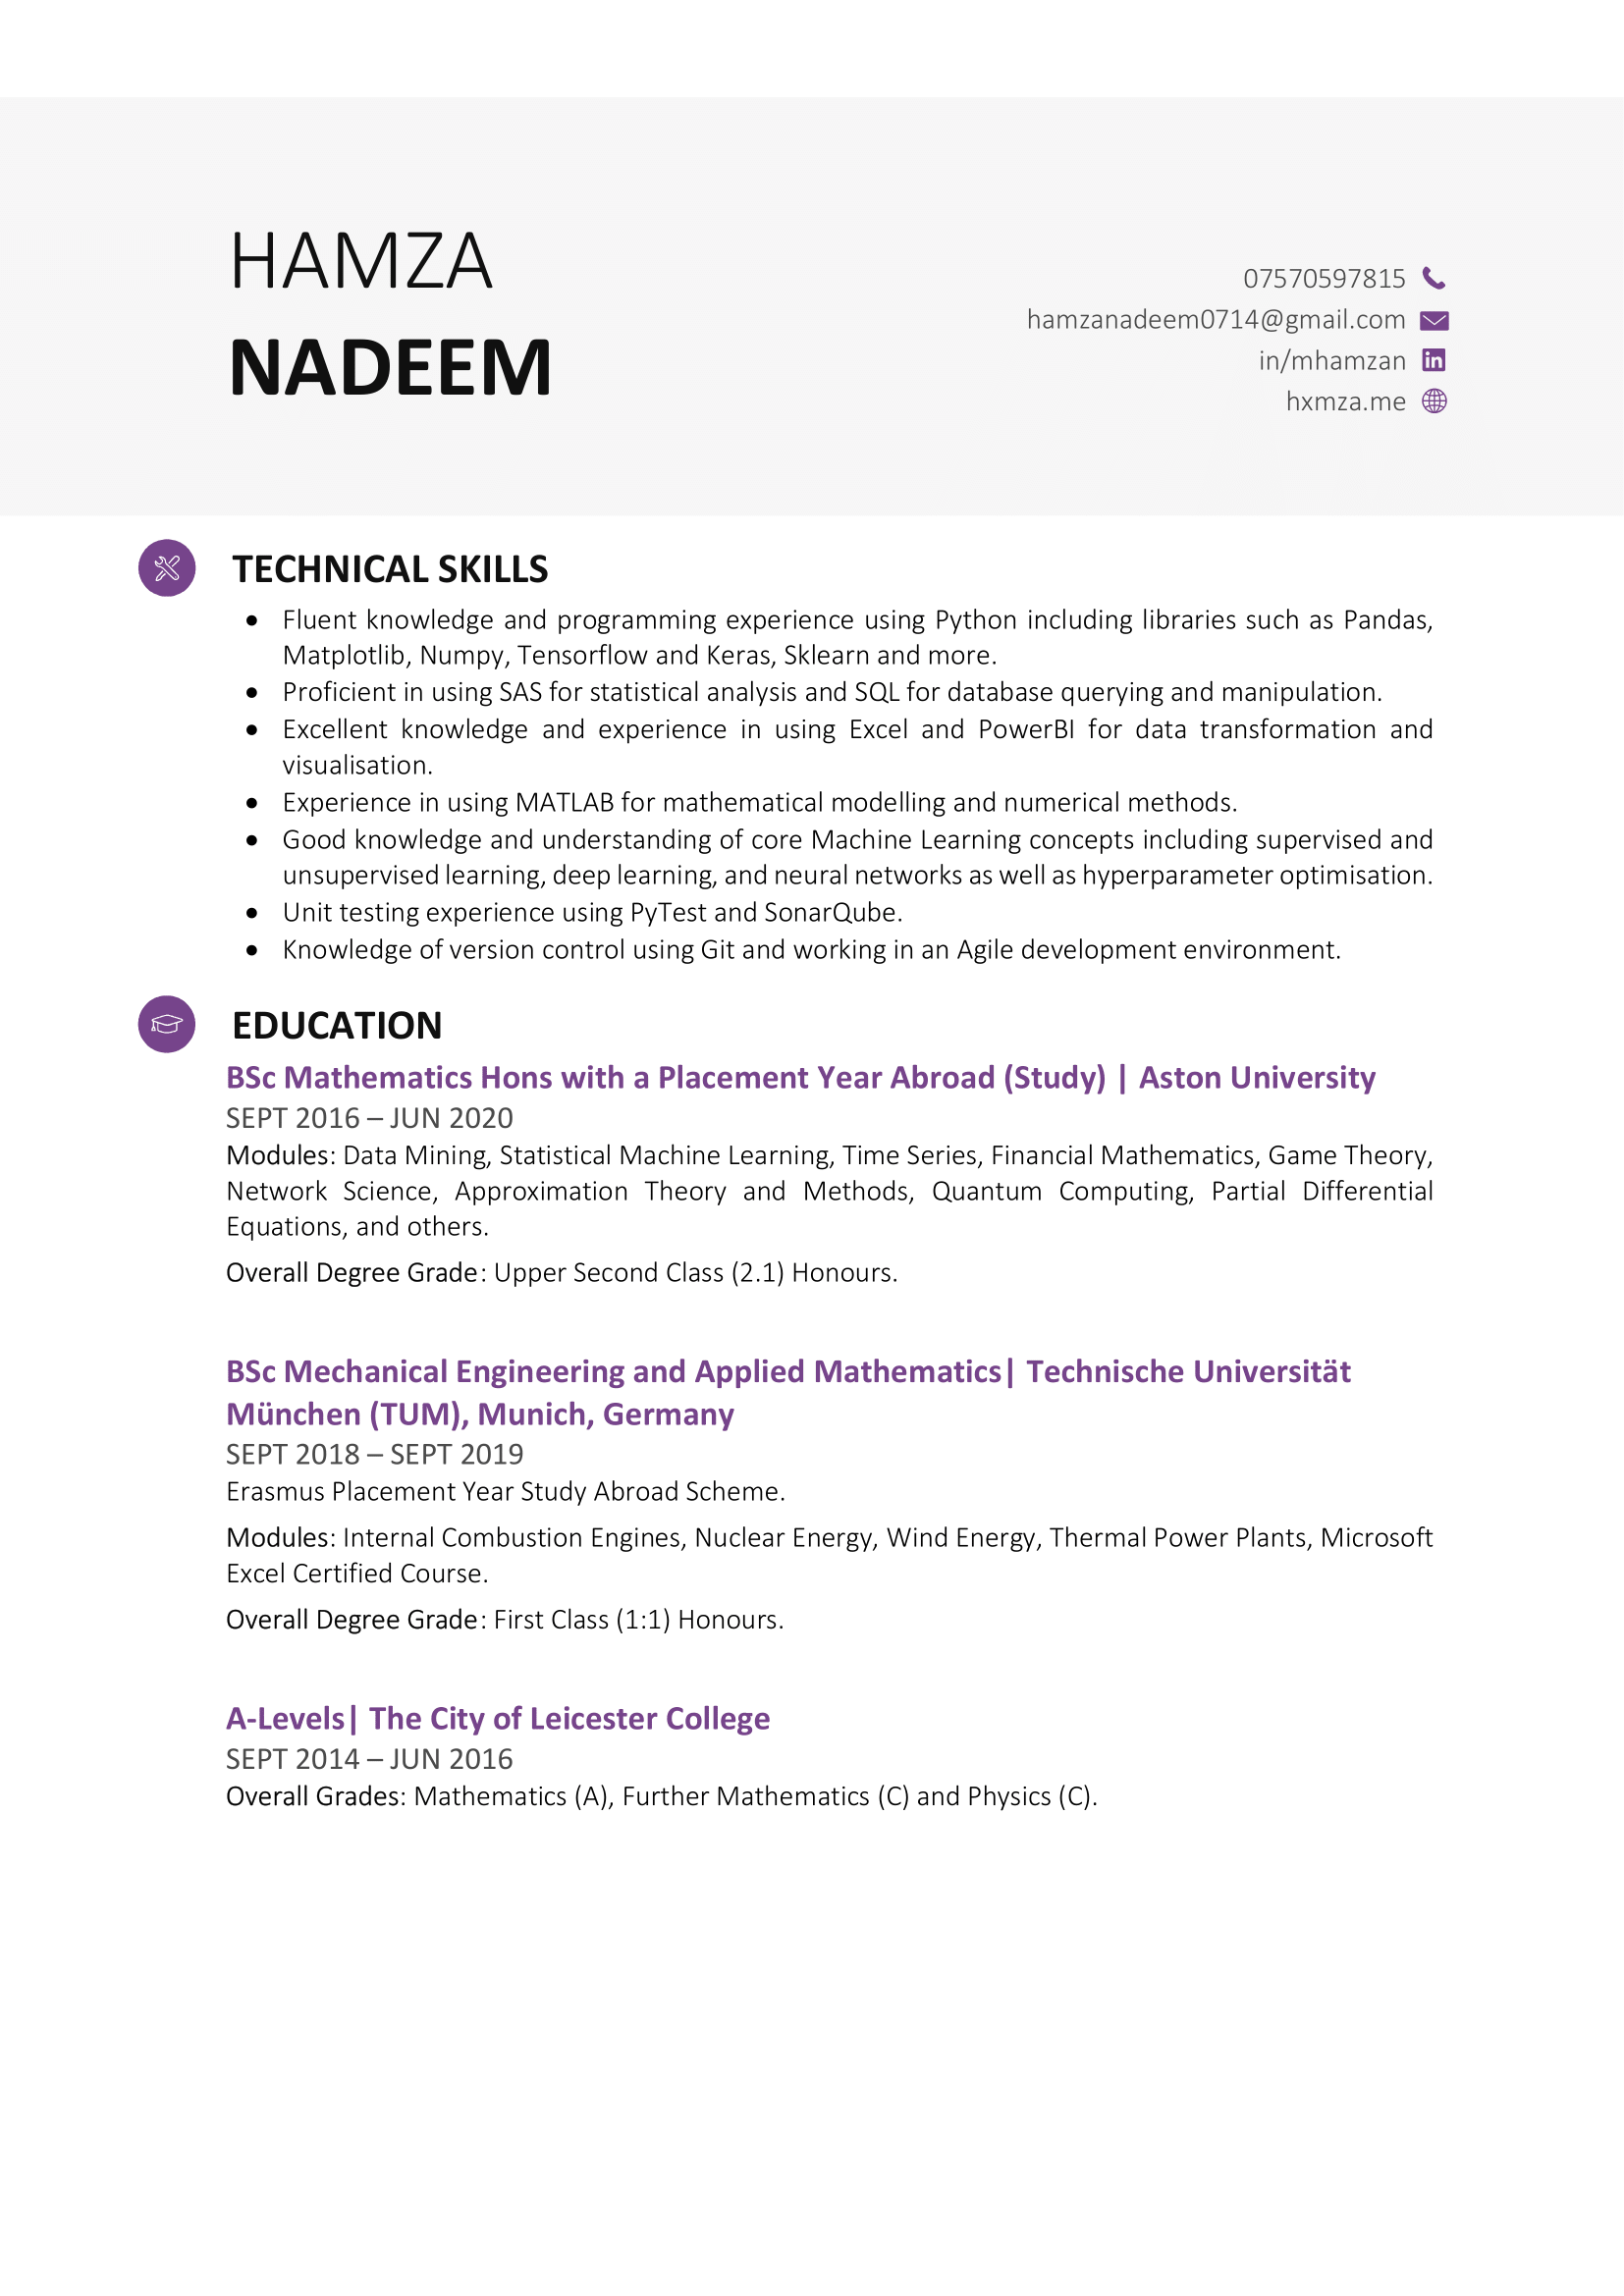 HAMZA
NADEEM
07570597815
hamzanadeem0714@gmail.com
in/mhamzan
hxmza.me
TECHNICAL SKILLS
• Fluent knowledge and programming experience using Python including libraries such as Pandas,
Matplotlib, Numpy, Tensorflow and Keras, Sklearn and more.
• Proficient in using SAS for statistical analysis and SQL for database querying and manipulation.
• Excellent knowledge and experience in using Excel and PowerBI for data transformation and
visualisation.
• Experience in using MATLAB for mathematical modelling and numerical methods.
• Good knowledge and understanding of core Machine Learning concepts including supervised and
unsupervised learning, deep learning, and neural networks as well as hyperparameter optimisation.
• Unit testing experience using PyTest and SonarQube.
• Knowledge of version control using Git and working in an Agile development environment.
EDUCATION
BSc Mathematics Hons with a Placement Year Abroad (Study) | Aston University
SEPT 2016 – JUN 2020
Modules: Data Mining, Statistical Machine Learning, Time Series, Financial Mathematics, Game Theory,
Network Science, Approximation Theory and Methods, Quantum Computing, Partial Differential
Equations, and others.
Overall Degree Grade: Upper Second Class (2.1) Honours.
BSc Mechanical Engineering and Applied Mathematics| Technische Universität
München (TUM), Munich, Germany
SEPT 2018 – SEPT 2019
Erasmus Placement Year Study Abroad Scheme.
Modules: Internal Combustion Engines, Nuclear Energy, Wind Energy, Thermal Power Plants, Microsoft
Excel Certified Course.
Overall Degree Grade: First Class (1:1) Honours.
A-Levels| The City of Leicester College
SEPT 2014 – JUN 2016
Overall Grades: Mathematics (A), Further Mathematics (C) and Physics (C).